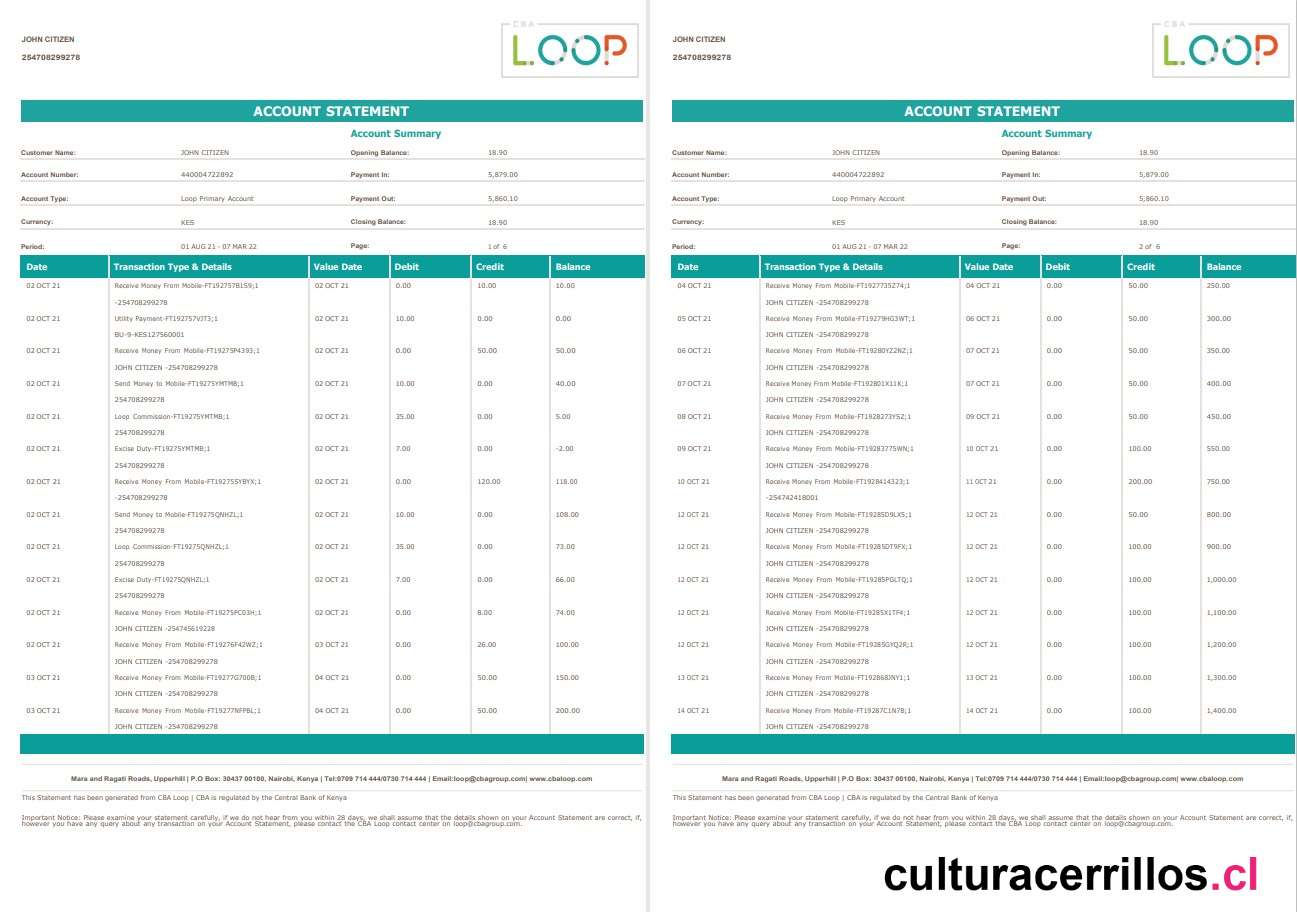 JOHN CITIZEN
254708299278
CBA
LOOP
ACCOUNT STATEMENT
Account Summary
Customer Name: JOHN CITIZEN Opening Balance: 18.90
Account Number: 440004722892 Payment In: 5,879.00
Account Type: Loop Primary Account Payment Out: 5,860.10
Currency: KES Closing Balance: 18.90
Period: 01 AUG 21 - 07 MAR 22 Page: 1 of 6
Date Transaction Type & Details Value Date Debit Credit Balance
02 OCT 21 Receive Money From Mobile-FT192757B1S9;1 02 OCT 21 0.00 10.00 10.00
-254708299278
02 OCT 21 Utility Payment-FT192757VJT3;1 02 OCT 21 10.00 0.00 0.00
BU-9-KES127560001
02 OCT 21 Receive Money From Mobile-FT19275P4393;1 02 OCT 21 0.00 50.00 50.00
JOHN CITIZEN -254708299278
02 OCT 21 Send Money to Mobile-FT19275YMTMB;1 02 OCT 21 10.00 0.00 40.00
254708299278
02 OCT 21 Loop Commission-FT19275YMTMB;1 02 OCT 21 35.00 0.00 5.00
254708299278
02 OCT 21 Excise Duty-FT19275YMTMB;1 02 OCT 21 7.00 0.00 -2.00
254708299278
02 OCT 21 Receive Money From Mobile-FT19275SYBYX;1 02 OCT 21 0.00 120.00 118.00
-254708299278
02 OCT 21 Send Money to Mobile-FT19275QNHZL;1 02 OCT 21 10.00 0.00 108.00
254708299278
02 OCT 21 Loop Commission-FT19275QNHZL;1 02 OCT 21 35.00 0.00 73.00
254708299278
02 OCT 21 Excise Duty-FT19275QNHZL;1 02 OCT 21 7.00 0.00 66.00
254708299278
02 OCT 21 Receive Money From Mobile-FT19275FC03H;1 02 OCT 21 0.00 8.00 74.00
JOHN CITIZEN -254745619228
02 OCT 21 Receive Money From Mobile-FT19276F42WZ;1 03 OCT 21 0.00 26.00 100.00
JOHN CITIZEN -254708299278
03 OCT 21 Receive Money From Mobile-FT19277G700B;1 04 OCT 21 0.00 50.00 150.00
JOHN CITIZEN -254708299278
03 OCT 21 Receive Money From Mobile-FT19277NFPBL;1 04 OCT 21 0.00 50.00 200.00
JOHN CITIZEN -254708299278
Mara and Ragati Roads, Upperhill | P.O Box: 30437 00100, Nairobi, Kenya | Tel:0709 714 444/0730 714 444 | Email:loop@cbagroup.com| www.cbaloop.com
This Statement has been generated from CBA Loop | CBA is regulated by the Central Bank of Kenya
Important Notice: Please examine your statement carefully, if we do not hear from you within 28 days, we shall assume that the details shown on your Account Statement are correct, if,
however you have any query about any transaction on your Account Statement, please contact the CBA Loop contact center on loop@cbagroup.com.
JOHN CITIZEN
254708299278
CBA
LOOP
ACCOUNT STATEMENT
Account Summary
Customer Name: JOHN CITIZEN Opening Balance: 18.90
Account Number: 440004722892 Payment In: 5,879.00
Account Type: Loop Primary Account Payment Out: 5,860.10
Currency: KES Closing Balance: 18.90
Period: 01 AUG 21 - 07 MAR 22 Page: 2 of 6
Date Transaction Type & Details Value Date Debit Credit Balance
04 OCT 21 Receive Money From Mobile-FT1927735Z74;1 04 OCT 21 0.00 50.00 250.00
JOHN CITIZEN -254708299278
05 OCT 21 Receive Money From Mobile-FT19279HG3WT;1 06 OCT 21 0.00 50.00 300.00
JOHN CITIZEN -254708299278
06 OCT 21 Receive Money From Mobile-FT19280YZ2NZ;1 07 OCT 21 0.00 50.00 350.00
JOHN CITIZEN -254708299278
07 OCT 21 Receive Money From Mobile-FT192801X11K;1 07 OCT 21 0.00 50.00 400.00
JOHN CITIZEN -254708299278
08 OCT 21 Receive Money From Mobile-FT1928273YSZ;1 09 OCT 21 0.00 50.00 450.00
JOHN CITIZEN -254708299278
09 OCT 21 Receive Money From Mobile-FT19283775WN;1 10 OCT 21 0.00 100.00 550.00
JOHN CITIZEN -254708299278
10 OCT 21 Receive Money From Mobile-FT1928414323;1 11 OCT 21 0.00 200.00 750.00
-254742418001
12 OCT 21 Receive Money From Mobile-FT19285D9LX5;1 12 OCT 21 0.00 50.00 800.00
JOHN CITIZEN -254708299278
12 OCT 21 Receive Money From Mobile-FT19285DT9FX;1 12 OCT 21 0.00 100.00 900.00
JOHN CITIZEN -254708299278
12 OCT 21 Receive Money From Mobile-FT19285PGLTQ;1 12 OCT 21 0.00 100.00 1,000.00
JOHN CITIZEN -254708299278
12 OCT 21 Receive Money From Mobile-FT19285X1TF4;1 12 OCT 21 0.00 100.00 1,100.00
JOHN CITIZEN -254708299278
12 OCT 21 Receive Money From Mobile-FT19285GYQ2R;1 12 OCT 21 0.00 100.00 1,200.00
JOHN CITIZEN -254708299278
13 OCT 21 Receive Money From Mobile-FT192868JNY1;1 13 OCT 21 0.00 100.00 1,300.00
JOHN CITIZEN -254708299278
14 OCT 21 Receive Money From Mobile-FT19287C1N7B;1 14 OCT 21 0.00 100.00 1,400.00
JOHN CITIZEN -254708299278
Mara and Ragati Roads, Upperhill | P.O Box: 30437 00100, Nairobi, Kenya | Tel:0709 714 444/0730 714 444 | Email:loop@cbagroup.com| www.cbaloop.com
This Statement has been generated from CBA Loop | CBA is regulated by the Central Bank of Kenya
Important Notice: Please examine your statement carefully, if we do not hear from you within 28 days, we shall assume that the details shown on your Account Statement are correct, if,
however you have any query about any transaction on your Account Statement, please contact the CBA Loop contact center on loop@cbagroup.com.
culturacerrillos.cl